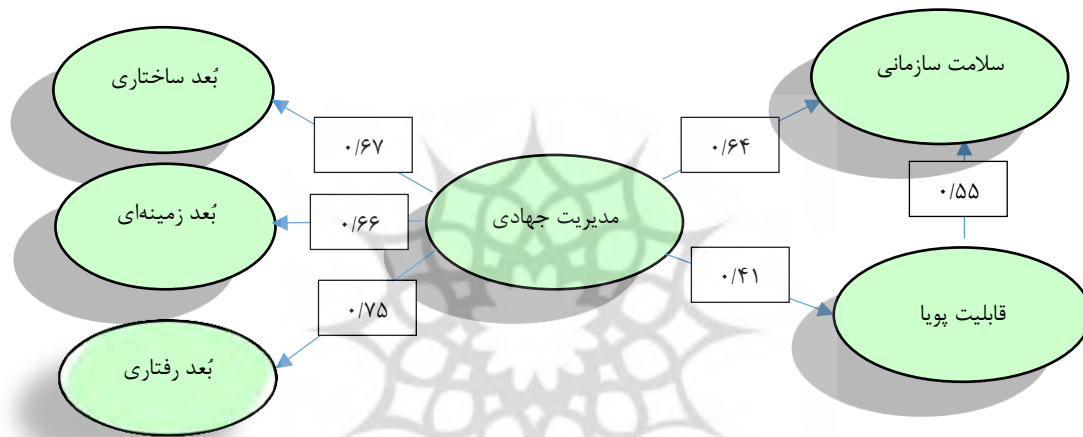 سلامت سازمانی
بُعد ساختاری
۰/۶۷
۰/۶۴
۰/۵۵
مدیریت جهادی
بُعد زمینه‌ای
۰/۶۶
۰/۴۱
۰/۷۵
قابلیت پویا
بُعد رفتاری